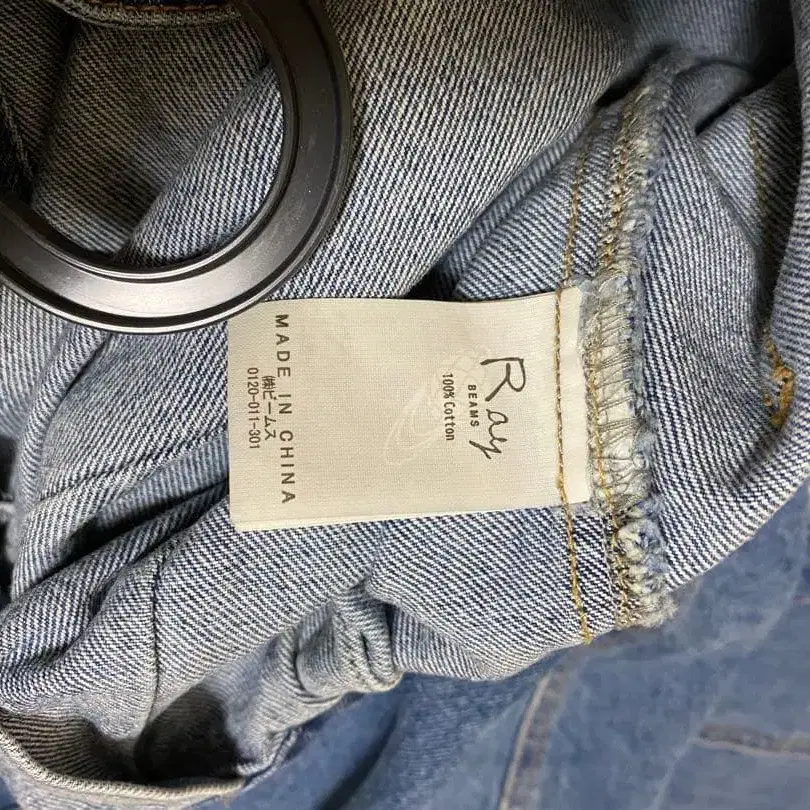 Ray
BEAMS
100% Cotton
MADE IN CHINA
㈱ビームス
0120-011-301